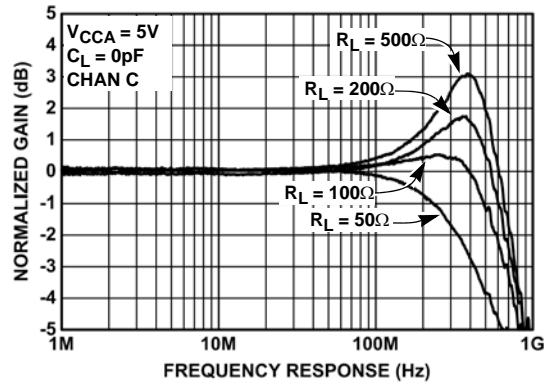 5
4
3
2
1
0
-1
-2
-3
-4
-5
NORMALIZED GAIN (dB)
V_CCA = 5V
C_L = 0pF
CHAN C
R_L = 500Ω
R_L = 200Ω
R_L = 100Ω
R_L = 50Ω
1M
10M
100M
1G
FREQUENCY RESPONSE (Hz)